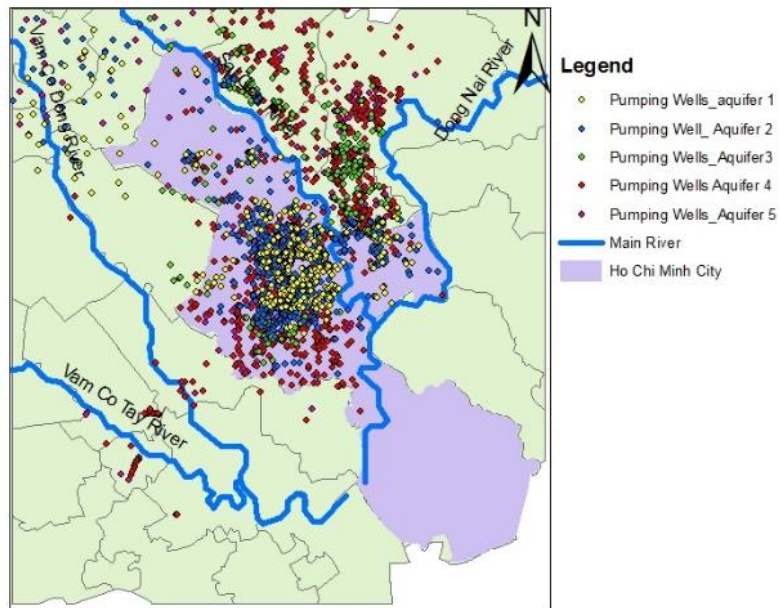 N
Vam Co Dong River
Dong Nai River
Vam Co Tay River
Legend
Pumping Wells_aquifer 1
Pumping Well_ Aquifer 2
Pumping Wells_Aquifer3
Pumping Wells Aquifer 4
Pumping Wells_Aquifer 5
Main River
Ho Chi Minh City